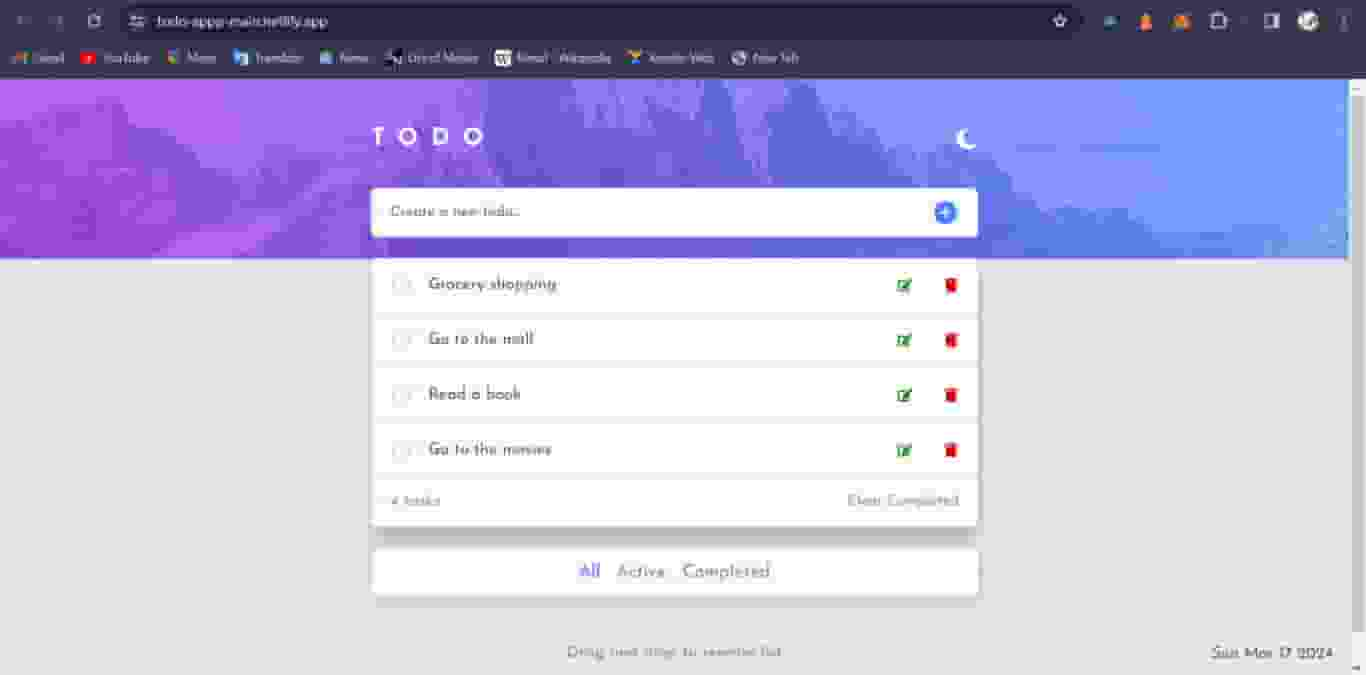 todo-appp-main.netlify.app
Gmail YouTube Maps Translate News Gmail Wikipedia New Tab
TODO
Create a new todo...
Grocery shopping
Go to the mall
Read a book
Go to the movies
4 tasks Clear Completed
All Active Completed
Drag and drop to reorder list
Sun Mar 17 2024